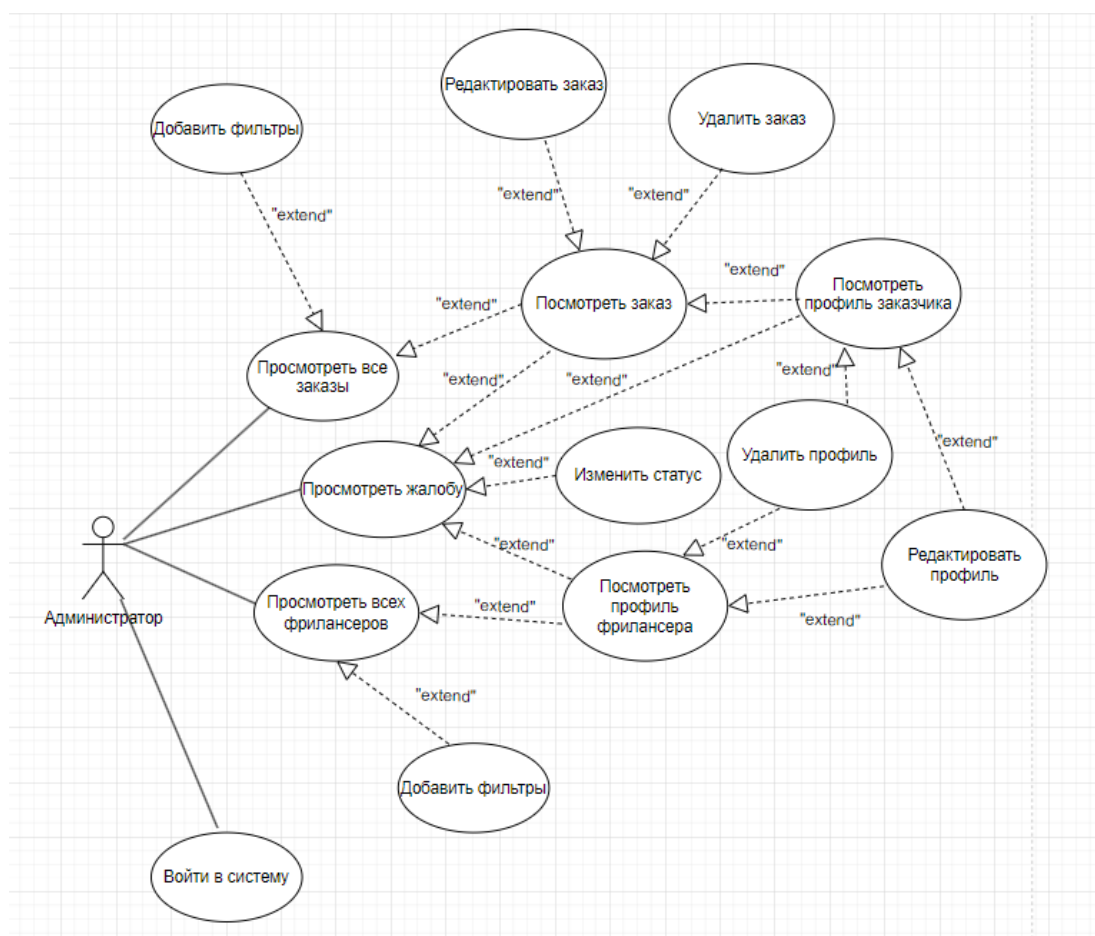 Редактировать заказ
Удалить заказ
Добавить фильтры
"extend"
"extend"
"extend"
Посмотреть
профиль заказчика
"extend"
Посмотреть заказ
"extend"
Просмотреть все
заказы
"extend"
"extend"
"extend"
Удалить профиль
"extend"
"extend"
Изменить статус
Просмотреть жалобу
"extend"
"extend"
Редактировать
профиль
Посмотреть
профиль
фрилансера
"extend"
Просмотреть всех
фрилансеров
"extend"
Администратор
"extend"
Добавить фильтры
Войти в систему